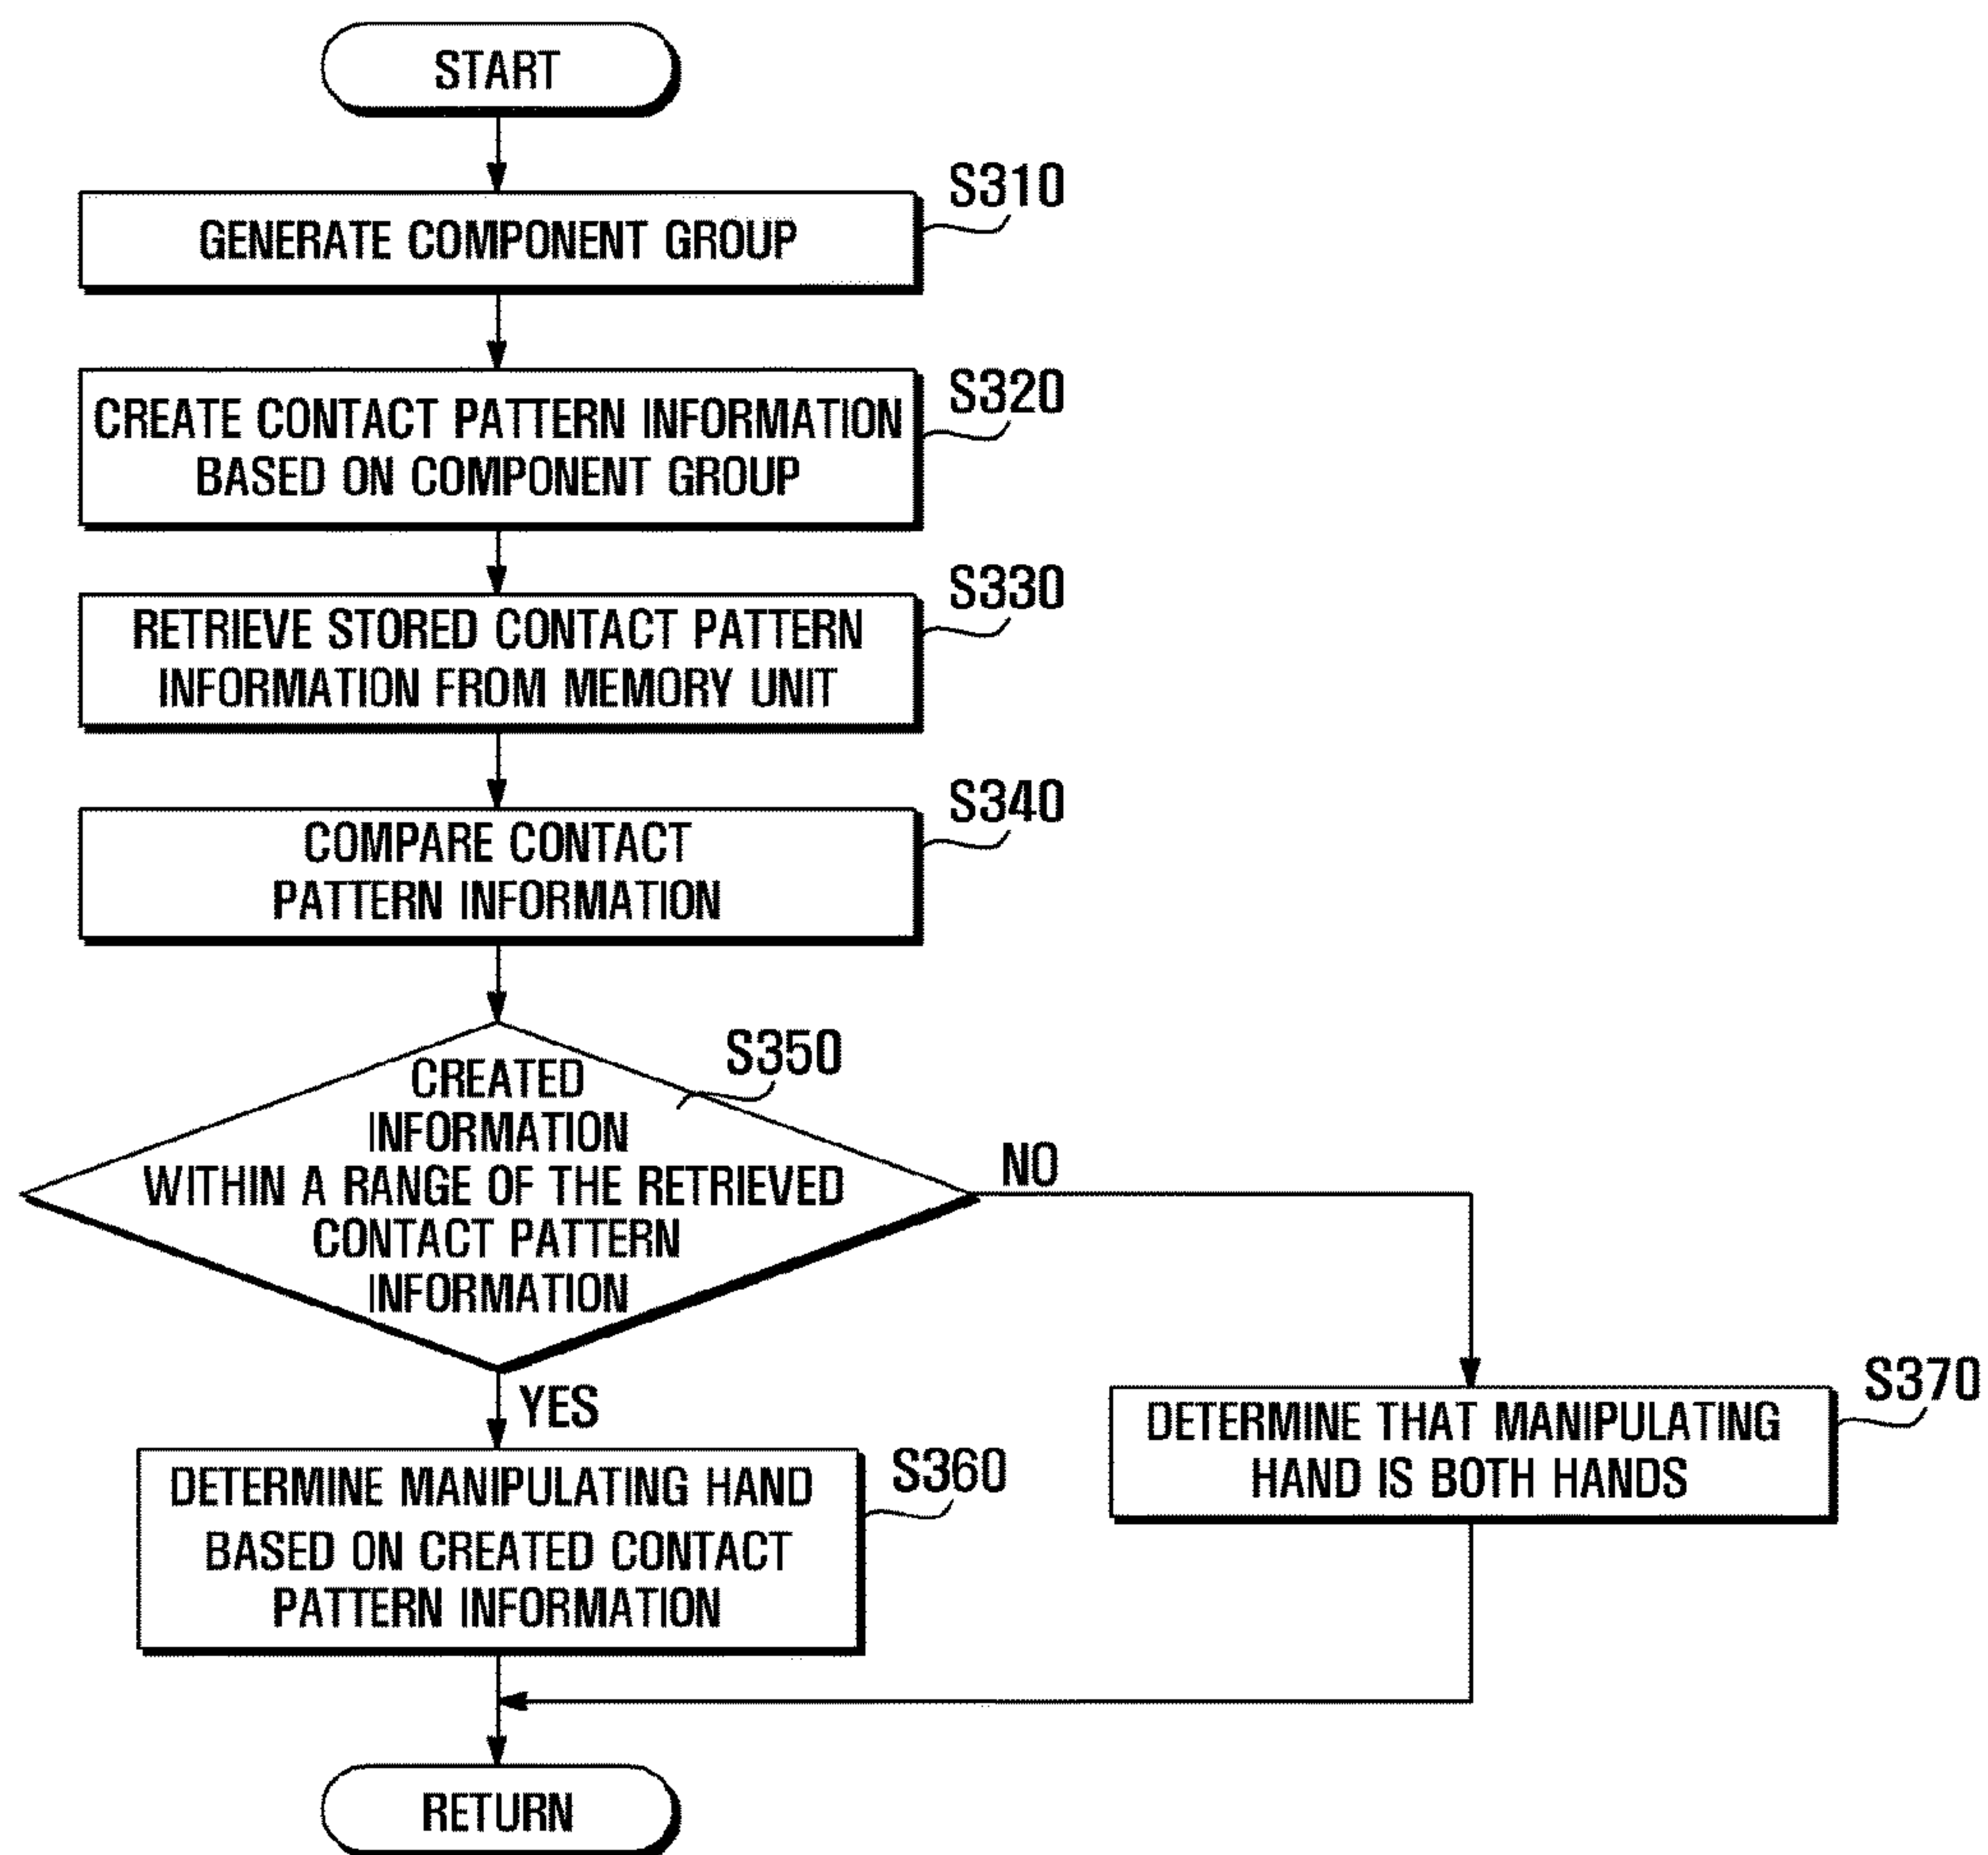 START
S310
GENERATE COMPONENT GROUP
S320
CREATE CONTACT PATTERN INFORMATION
BASED ON COMPONENT GROUP
S330
RETRIEVE STORED CONTACT PATTERN
INFORMATION FROM MEMORY UNIT
S340
COMPARE CONTACT
PATTERN INFORMATION
S350
CREATED
INFORMATION
WITHIN A RANGE OF THE RETRIEVED
CONTACT PATTERN
INFORMATION
NO
YES
S360
DETERMINE MANIPULATING HAND
BASED ON CREATED CONTACT
PATTERN INFORMATION
S370
DETERMINE THAT MANIPULATING
HAND IS BOTH HANDS
RETURN